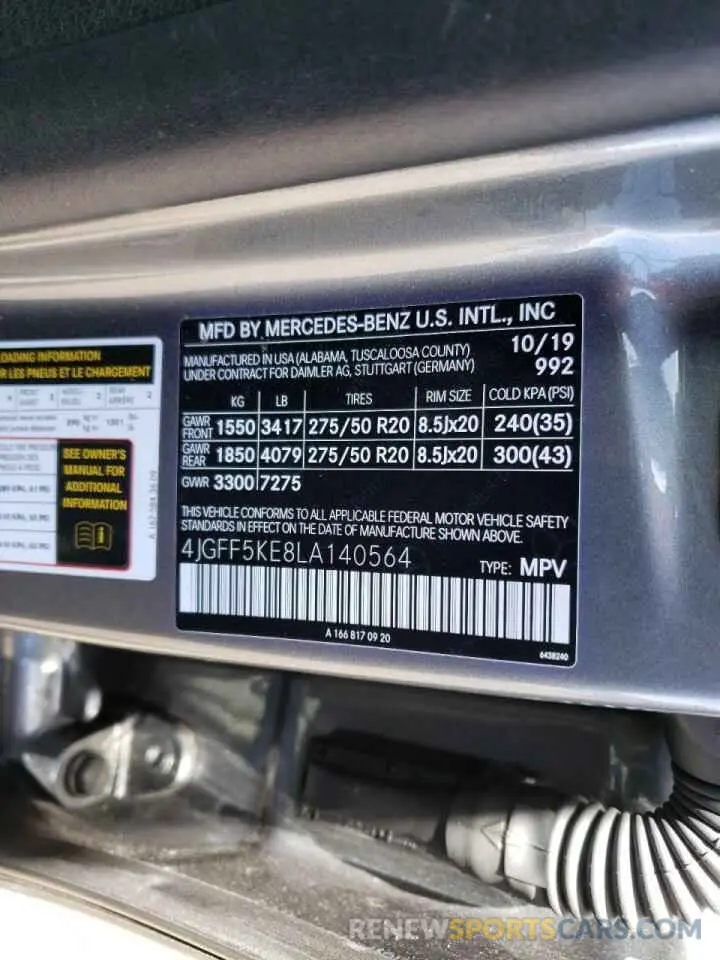 MFD BY MERCEDES-BENZ U.S. INTL., INC
MANUFACTURED IN USA (ALABAMA, TUSCALOOSA COUNTY) 10/19
UNDER CONTRACT FOR DAIMLER AG, STUTTGART (GERMANY) 992
KG LB TIRES RIM SIZE COLD KPA (PSI)
GAWR FRONT 1550 3417 275/50 R20 8.5Jx20 240(35)
GAWR REAR 1850 4079 275/50 R20 8.5Jx20 300(43)
GVWR 3300 7275
THIS VEHICLE CONFORMS TO ALL APPLICABLE FEDERAL MOTOR VEHICLE SAFETY
STANDARDS IN EFFECT ON THE DATE OF MANUFACTURE SHOWN ABOVE.
4JGFF5KE8LA140564 TYPE: MPV
A 166 817 09 20
6438240
LOADING INFORMATION
LES PNEUS ET LE CHARGEMENT
SEE OWNER'S
MANUAL FOR
ADDITIONAL
INFORMATION
RENEWSPORTSCARS.COM